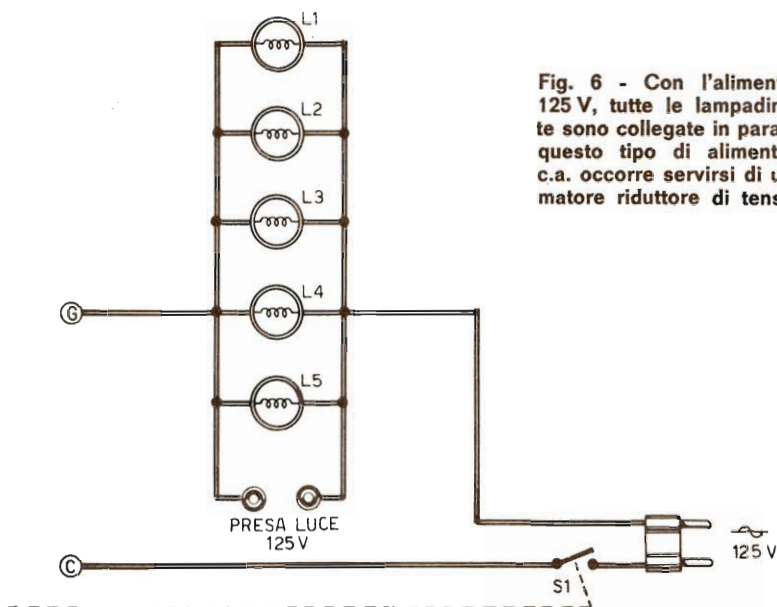 L1
L2
L3
L4
L5
G
PRESA LUCE
125 V
C
S1
125 V
Fig. 6 - Con l'aliment
125 V, tutte le lampadin
te sono collegate in para
questo tipo di aliment
c.a. occorre servirsi di u
matore riduttore di tens